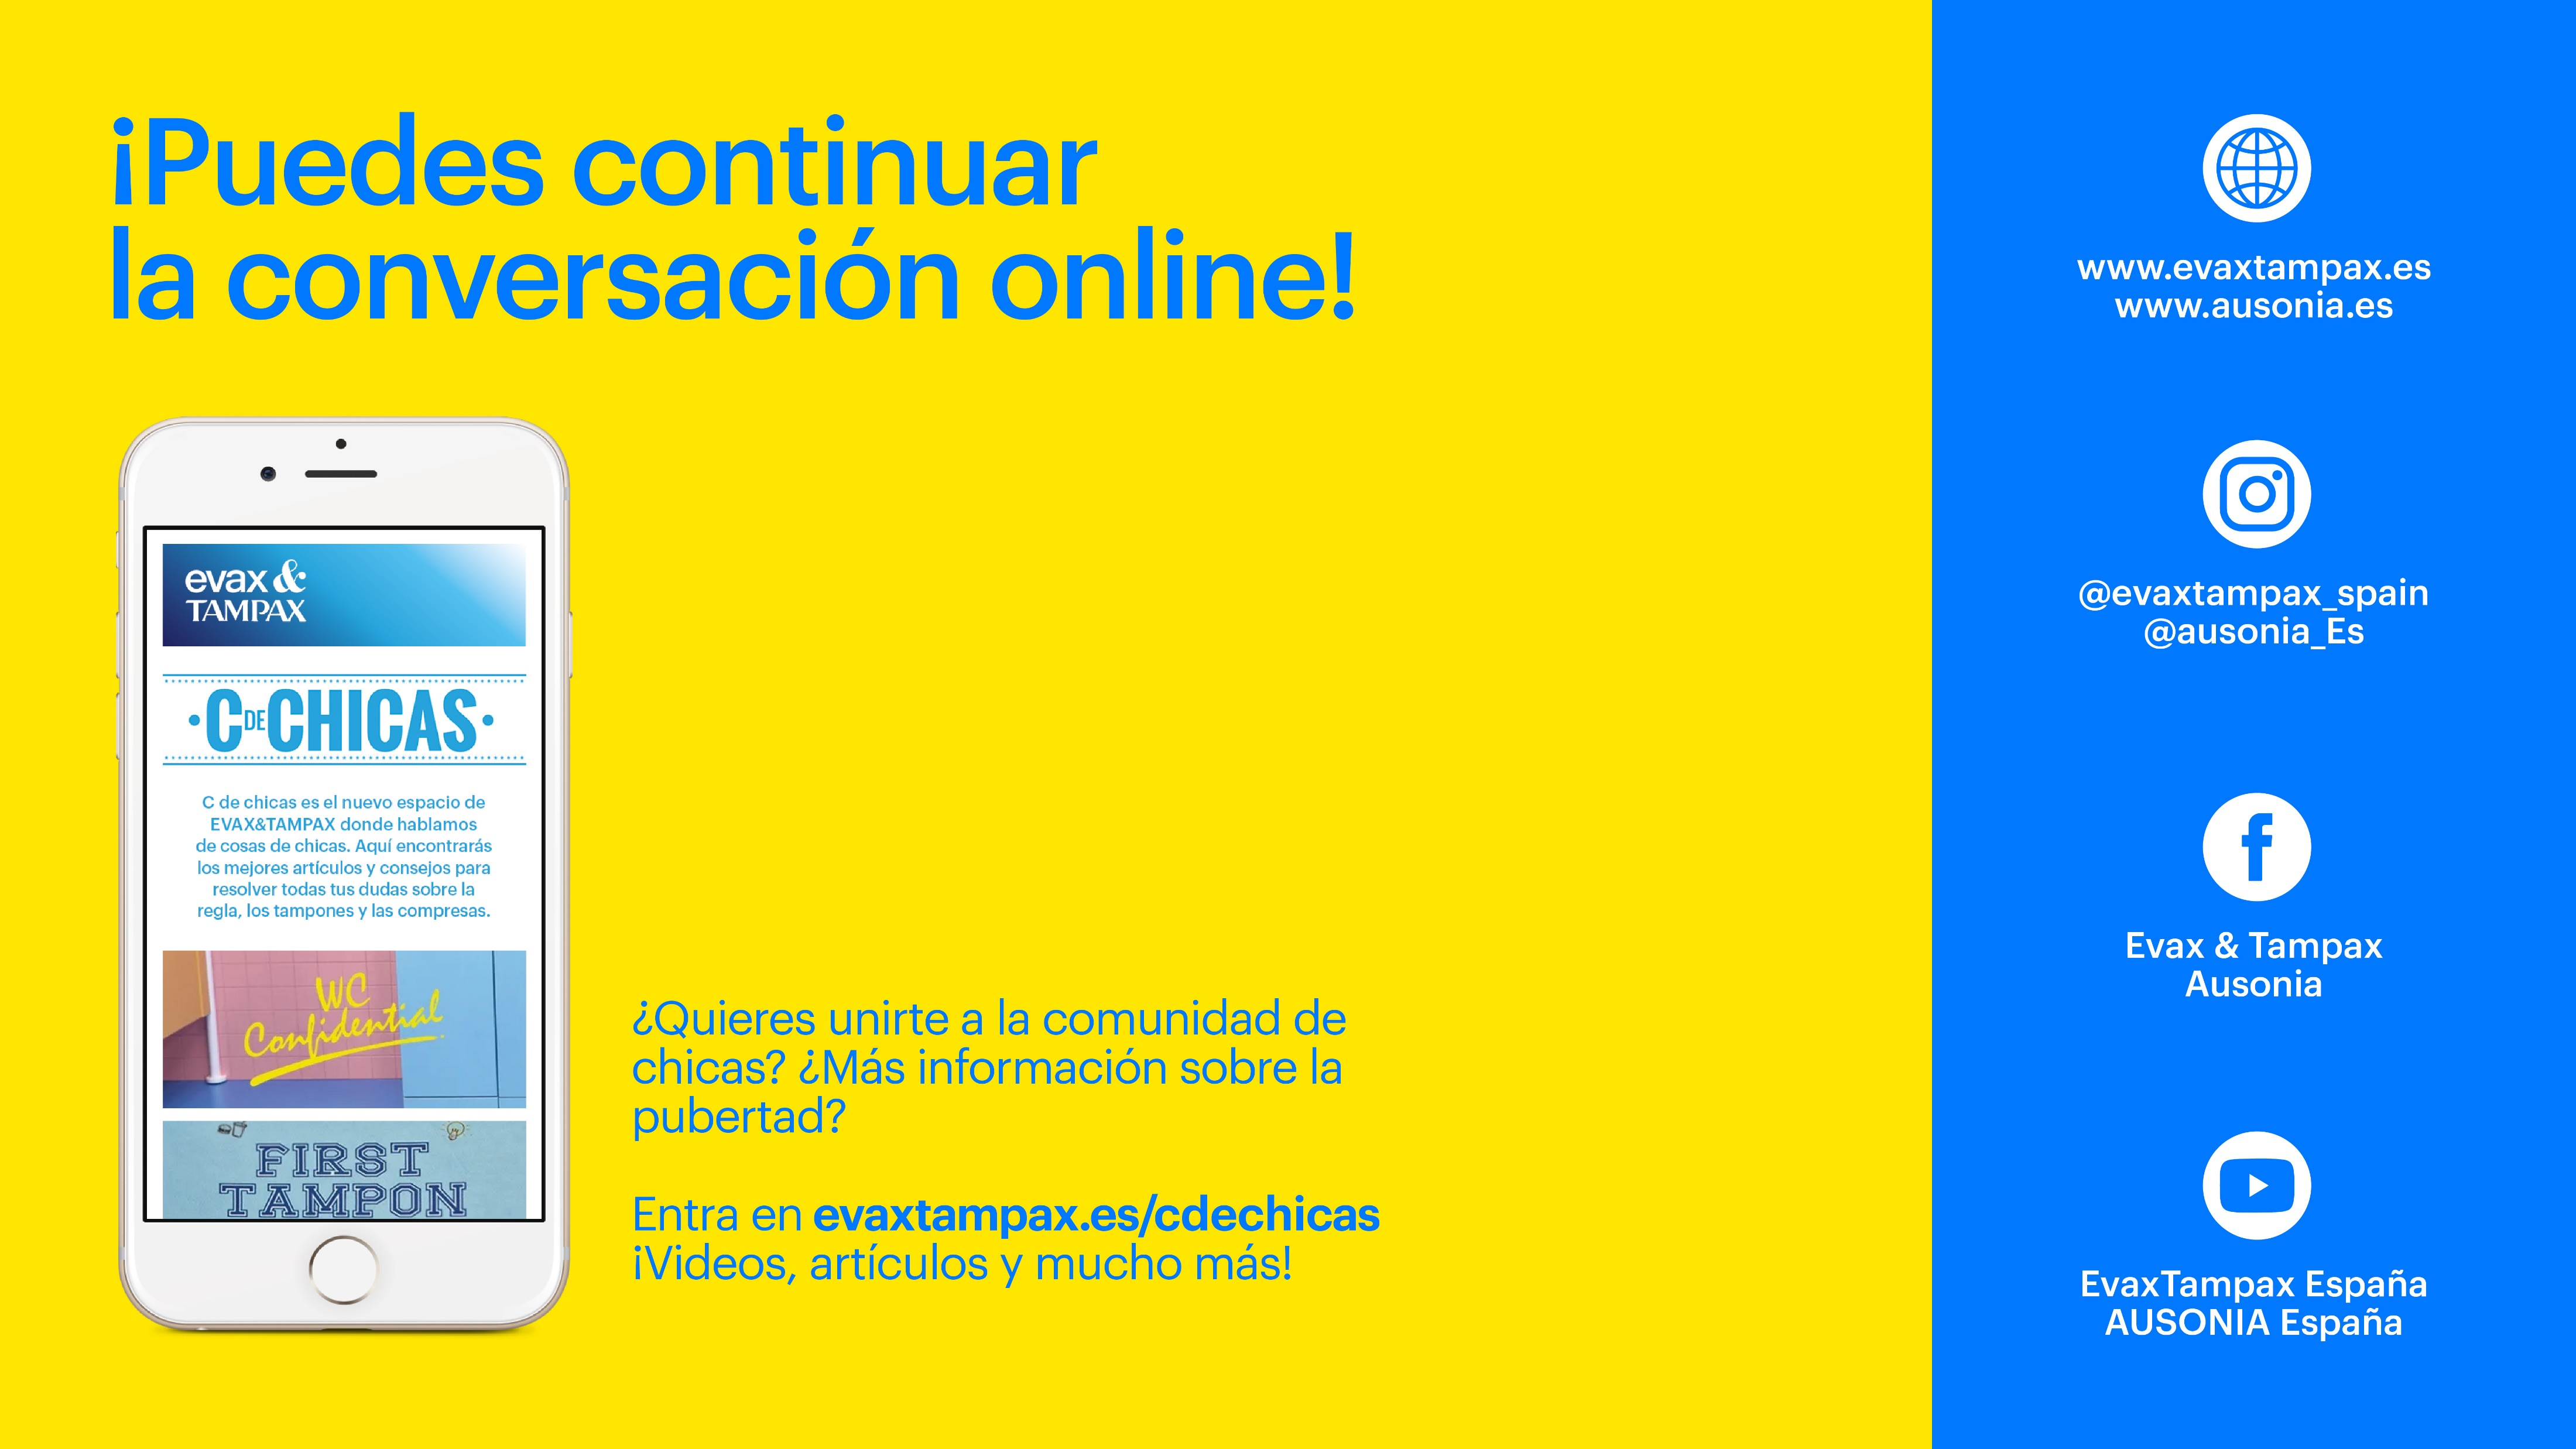 ¡Puedes continuar
la conversación online!
evax &
TAMPAX
•C DE CHICAS•
C de chicas es el nuevo espacio de
EVAX&TAMPAX donde hablamos
de cosas de chicas. Aquí encontrarás
los mejores artículos y consejos para
resolver todas tus dudas sobre la
regla, los tampones y las compresas.
WC
Confidential
FIRST
TAMPON
¿Quieres unirte a la comunidad de
chicas? ¿Más información sobre la
pubertad?
Entra en evaxtampax.es/cdechicas
¡Videos, artículos y mucho más!
www.evaxtampax.es
www.ausonia.es
@evaxtampax_spain
@ausonia_Es
Evax & Tampax
Ausonia
EvaxTampax España
AUSONIA España